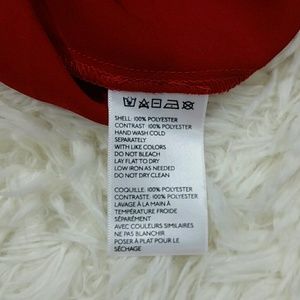 SHELL: 100% POLYESTER
CONTRAST: 100% POLYESTER
HAND WASH COLD
SEPARATELY
WITH LIKE COLORS
DO NOT BLEACH
LAY FLAT TO DRY
LOW IRON AS NEEDED
DO NOT DRY CLEAN
COQUILLE: 100% POLYESTER
CONTRASTE: 100% POLYESTER
LAVAGE À LA MAIN À
TEMPÉRATURE FROIDE
SÉPARÉMENT
AVEC COULEURS SIMILAIRES
NE PAS BLANCHIR
POSER À PLAT POUR LE
SÉCHAGE